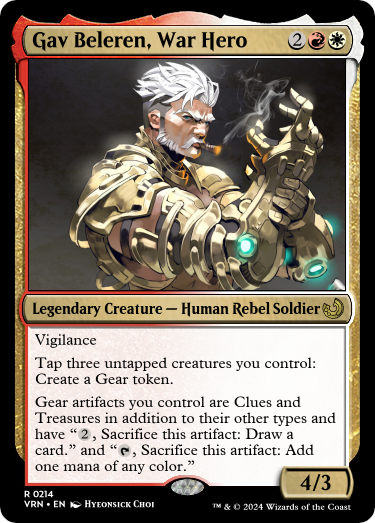 Gav Beleren, War Hero 2
Legendary Creature — Human Rebel Soldier
Vigilance
Tap three untapped creatures you control:
Create a Gear token.
Gear artifacts you control are Clues and
Treasures in addition to their other types and
have “2, Sacrifice this artifact: Draw a
card.” and “, Sacrifice this artifact: Add
one mana of any color.”
4/3
R 0214
VRN • EN Hyeonsick Choi
™ & © 2024 Wizards of the Coast